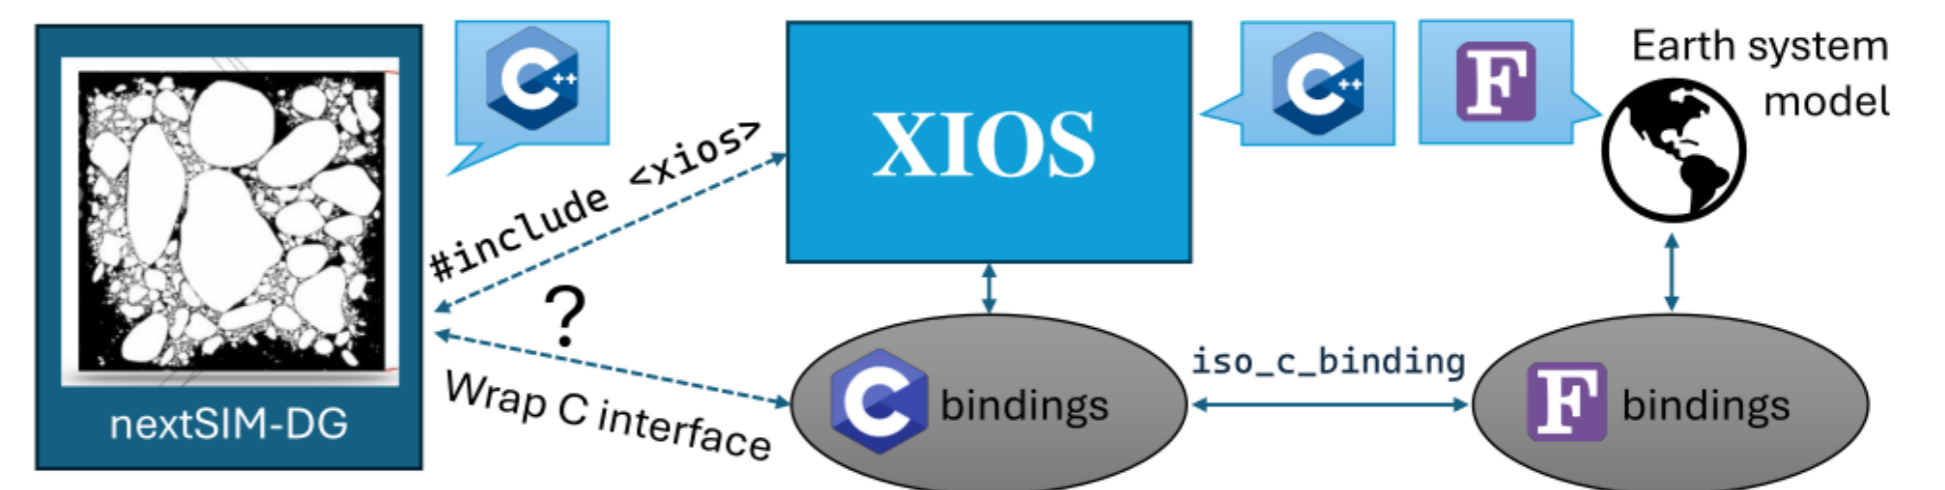 C++
#include <xios>
?
Wrap C interface
nextSIM-DG
XIOS
C++
F
Earth system
model
C bindings
iso_c_binding
F bindings